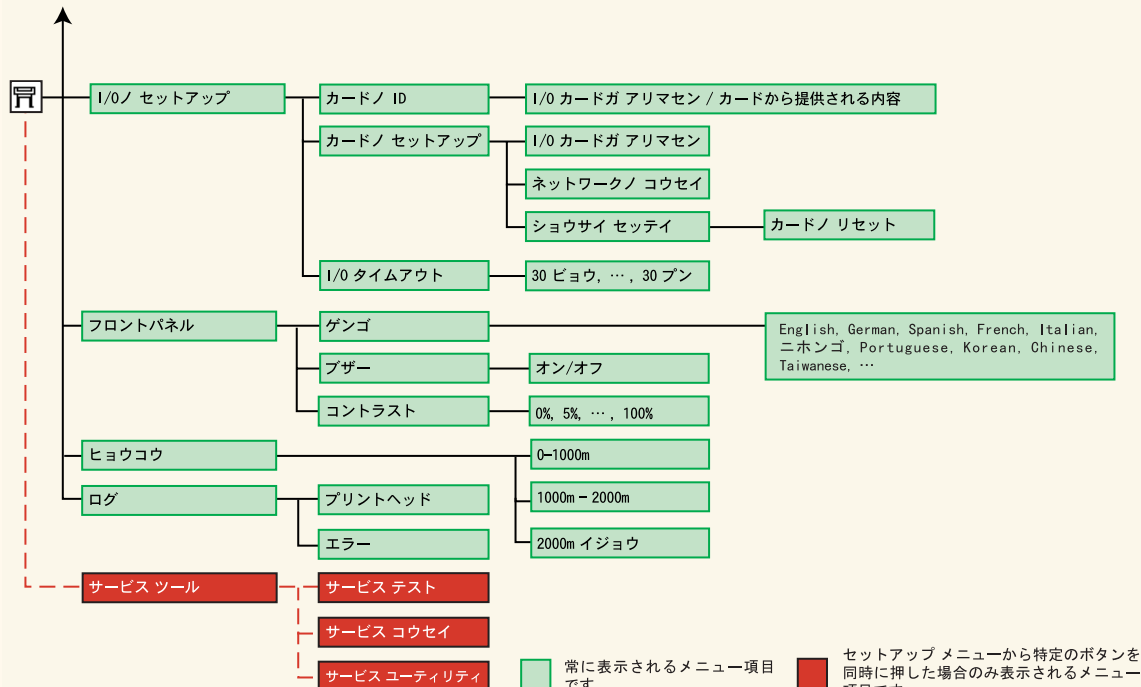 I/Oノ セットアップ
カードノ ID
I/O カードガ アリマセン / カードから提供される内容
カードノ セットアップ
I/O カードガ アリマセン
ネットワークノ コウセイ
ショウサイ セッテイ
カードノ リセット
I/O タイムアウト
30 ビョウ, …, 30 プン
フロントパネル
ゲンゴ
English, German, Spanish, French, Italian,
ニホンゴ, Portuguese, Korean, Chinese,
Taiwanese, …
ブザー
オン/オフ
コントラスト
0%, 5%, …, 100%
ヒョウコウ
0-1000m
1000m - 2000m
2000m イジョウ
ログ
プリントヘッド
エラー
サービス ツール
サービス テスト
サービス コウセイ
サービス ユーティリティ
常に表示されるメニュー項目
です
セットアップ メニューから特定のボタンを
同時に押した場合のみ表示されるメニュー
項目です